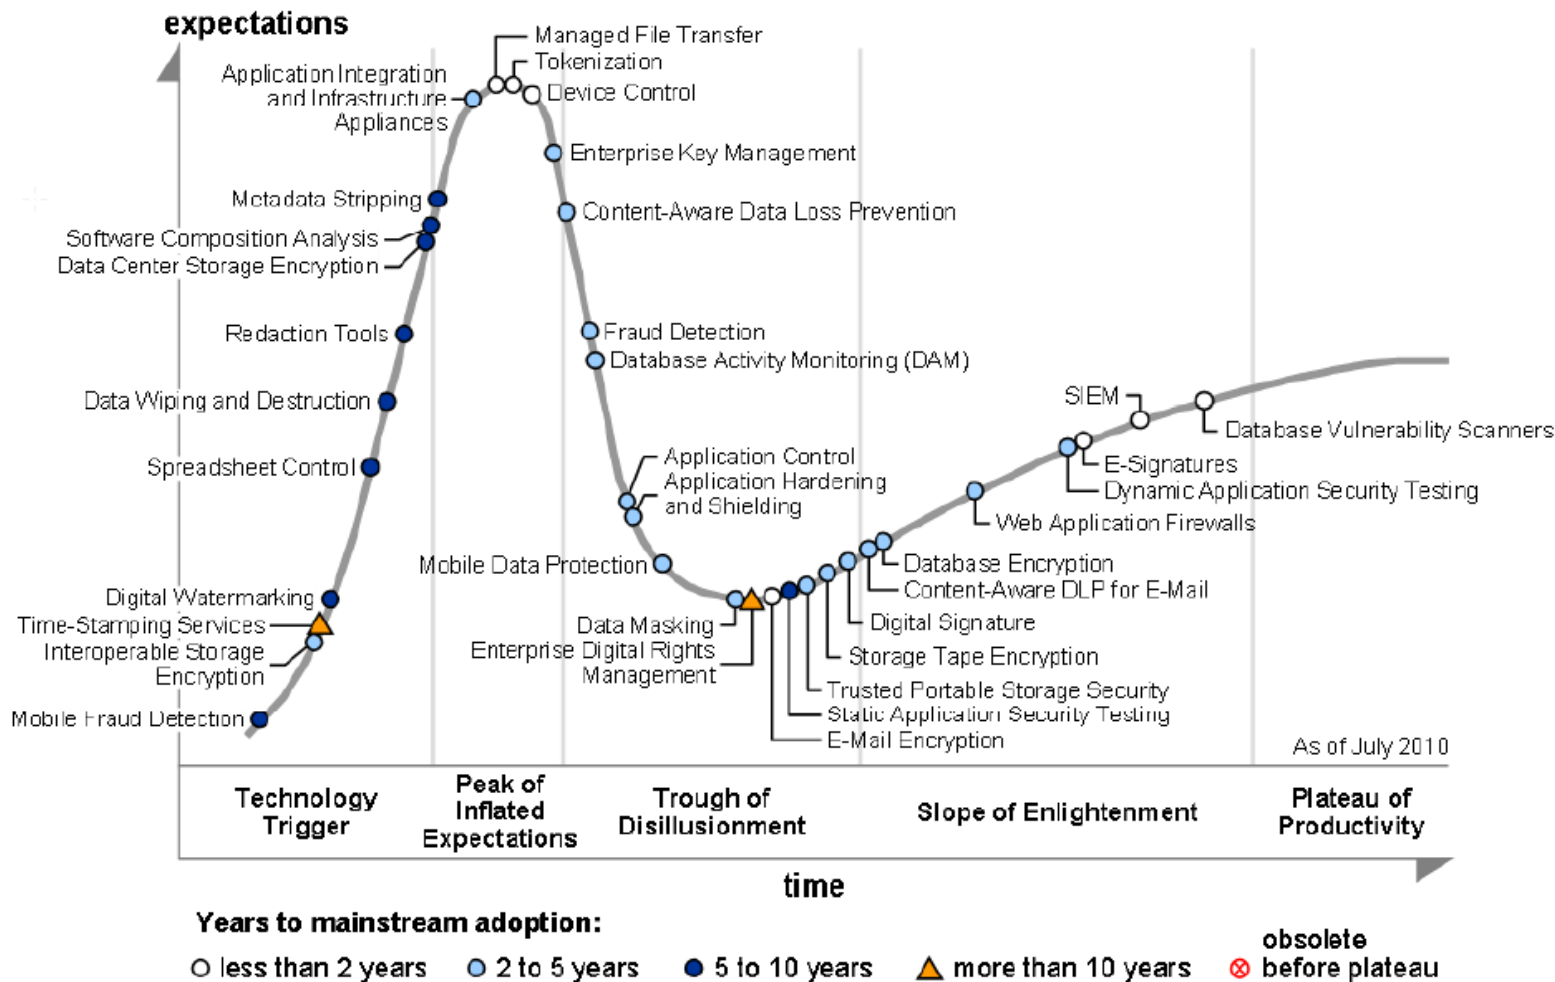 expectations
Managed File Transfer
Tokenization
Device Control
Application Integration
and Infrastructure
Appliances
Enterprise Key Management
Metadata Stripping
Content-Aware Data Loss Prevention
Software Composition Analysis
Data Center Storage Encryption
Redaction Tools
Fraud Detection
Database Activity Monitoring (DAM)
Data Wiping and Destruction
SIEM
Database Vulnerability Scanners
Spreadsheet Control
Application Control
Application Hardening
and Shielding
E-Signatures
Dynamic Application Security Testing
Web Application Firewalls
Mobile Data Protection
Database Encryption
Content-Aware DLP for E-Mail
Digital Watermarking
Time-Stamping Services
Interoperable Storage
Encryption
Data Masking
Enterprise Digital Rights
Management
Digital Signature
Storage Tape Encryption
Trusted Portable Storage Security
Static Application Security Testing
E-Mail Encryption
Mobile Fraud Detection
As of July 2010
Technology
Trigger
Peak of
Inflated
Expectations
Trough of
Disillusionment
Slope of Enlightenment
Plateau of
Productivity
time
Years to mainstream adoption:
less than 2 years
2 to 5 years
5 to 10 years
more than 10 years
obsolete
before plateau